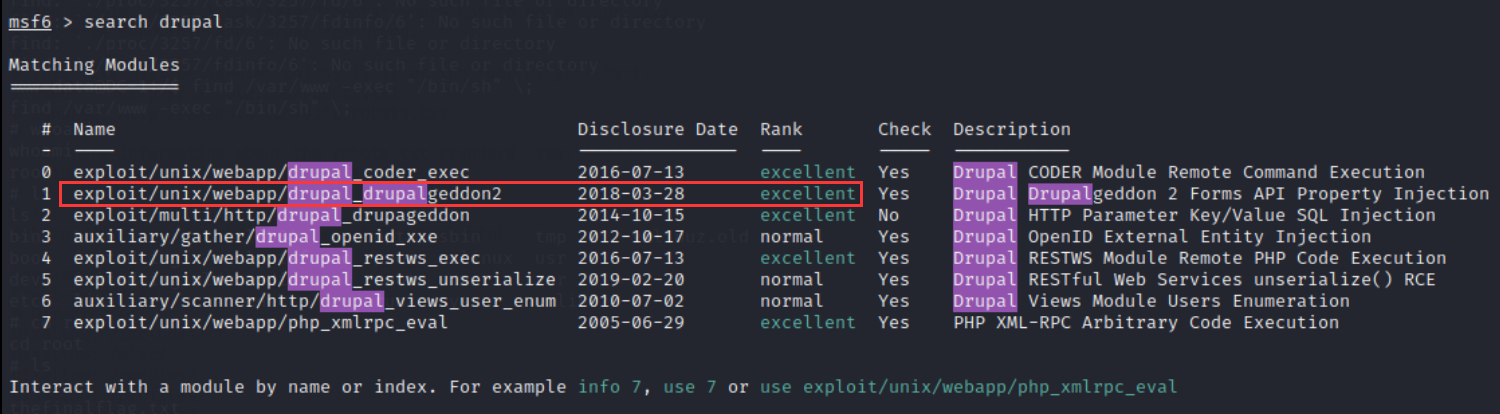 msf6 > search drupal
Matching Modules
================
# Name Disclosure Date Rank Check Description
- ---- --------------- ---- ----- -----------
0 exploit/unix/webapp/drupal_coder_exec 2016-07-13 excellent Yes Drupal CODER Module Remote Command Execution
1 exploit/unix/webapp/drupal_drupalgeddon2 2018-03-28 excellent Yes Drupal Drupalgeddon 2 Forms API Property Injection
2 exploit/multi/http/drupal_drupageddon 2014-10-15 excellent No Drupal HTTP Parameter Key/Value SQL Injection
3 auxiliary/gather/drupal_openid_xxe 2012-10-17 normal Yes Drupal OpenID External Entity Injection
4 exploit/unix/webapp/drupal_restws_exec 2016-07-13 excellent Yes Drupal RESTWS Module Remote PHP Code Execution
5 exploit/unix/webapp/drupal_restws_unserialize 2019-02-20 normal Yes Drupal RESTful Web Services unserialize() RCE
6 auxiliary/scanner/http/drupal_views_user_enum 2010-07-02 normal Yes Drupal Views Module Users Enumeration
7 exploit/unix/webapp/php_xmlrpc_eval 2005-06-29 excellent Yes PHP XML-RPC Arbitrary Code Execution
Interact with a module by name or index. For example info 7, use 7 or use exploit/unix/webapp/php_xmlrpc_eval